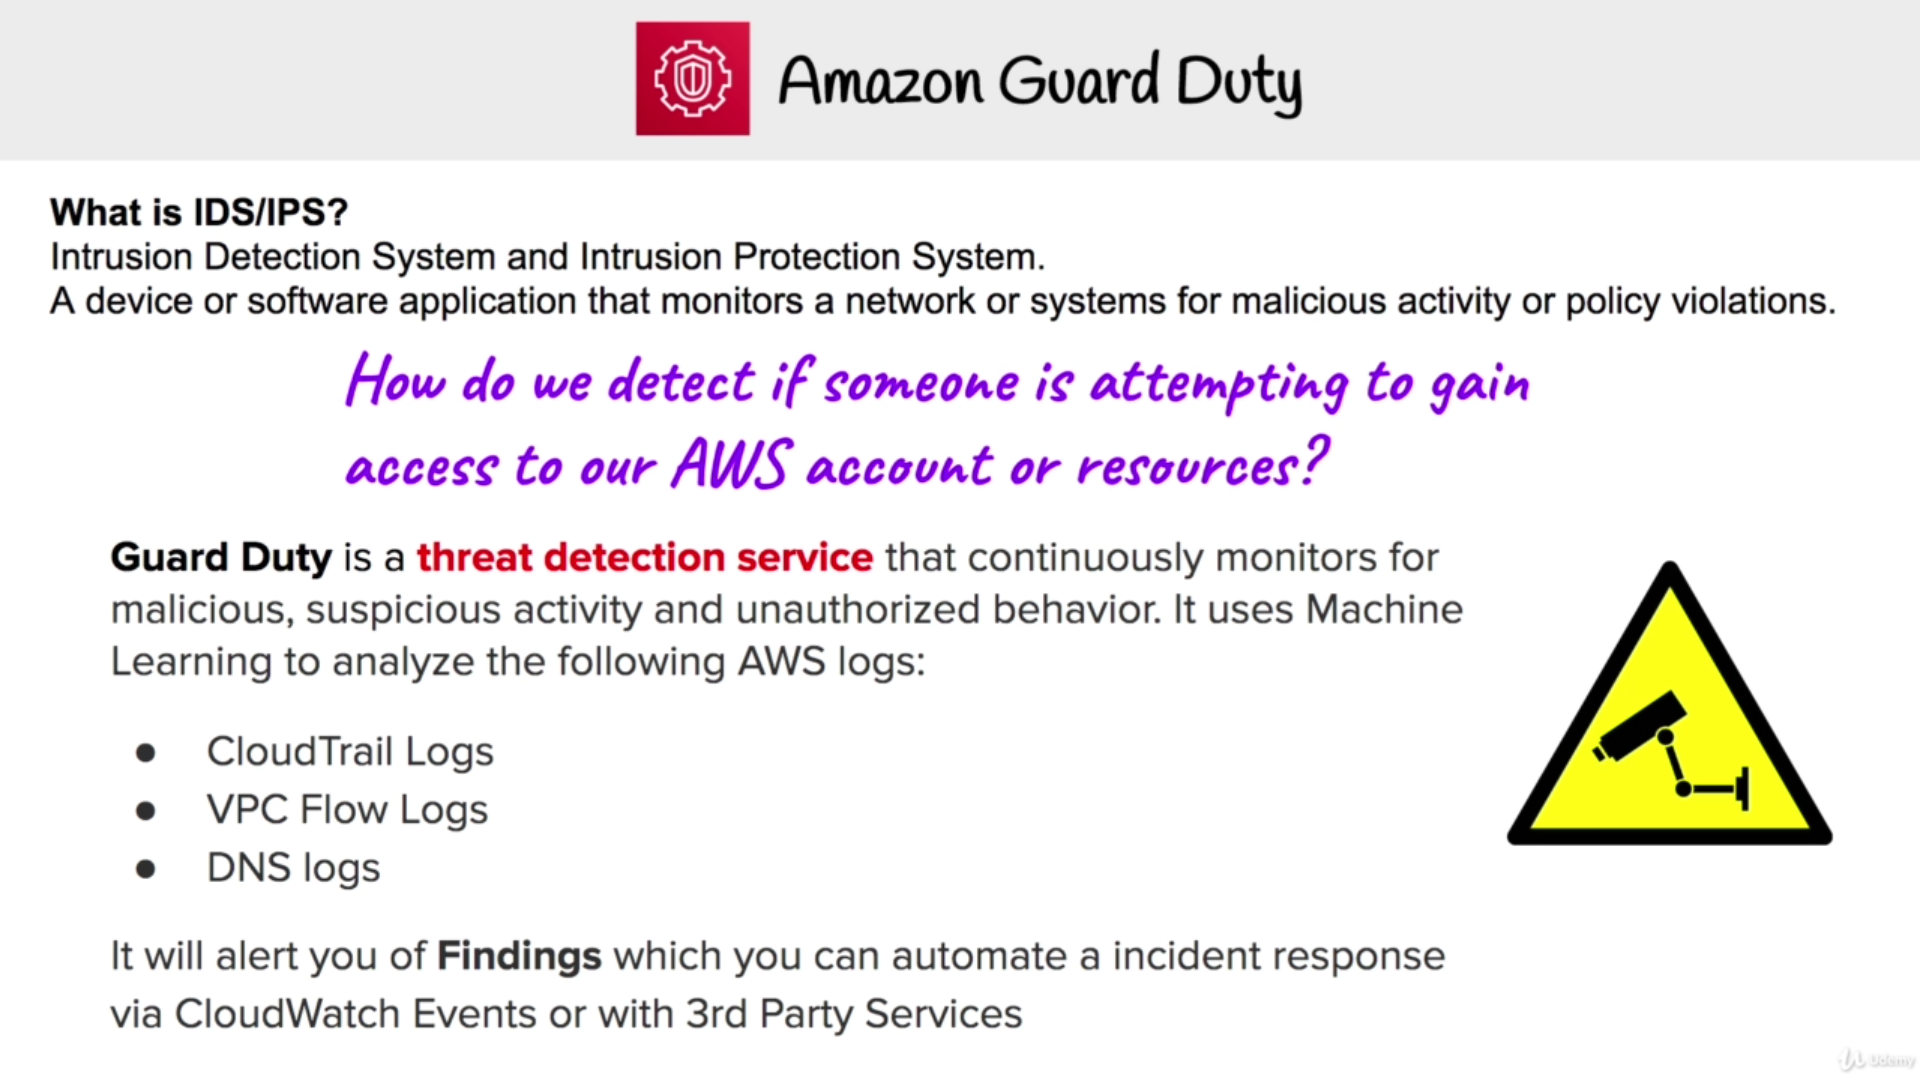 Amazon Guard Duty
What is IDS/IPS?
Intrusion Detection System and Intrusion Protection System.
A device or software application that monitors a network or systems for malicious activity or policy violations.
How do we detect if someone is attempting to gain
access to our AWS account or resources?
Guard Duty is a threat detection service that continuously monitors for
malicious, suspicious activity and unauthorized behavior. It uses Machine
Learning to analyze the following AWS logs:
● CloudTrail Logs
● VPC Flow Logs
● DNS logs
It will alert you of Findings which you can automate a incident response
via CloudWatch Events or with 3rd Party Services
Udemy